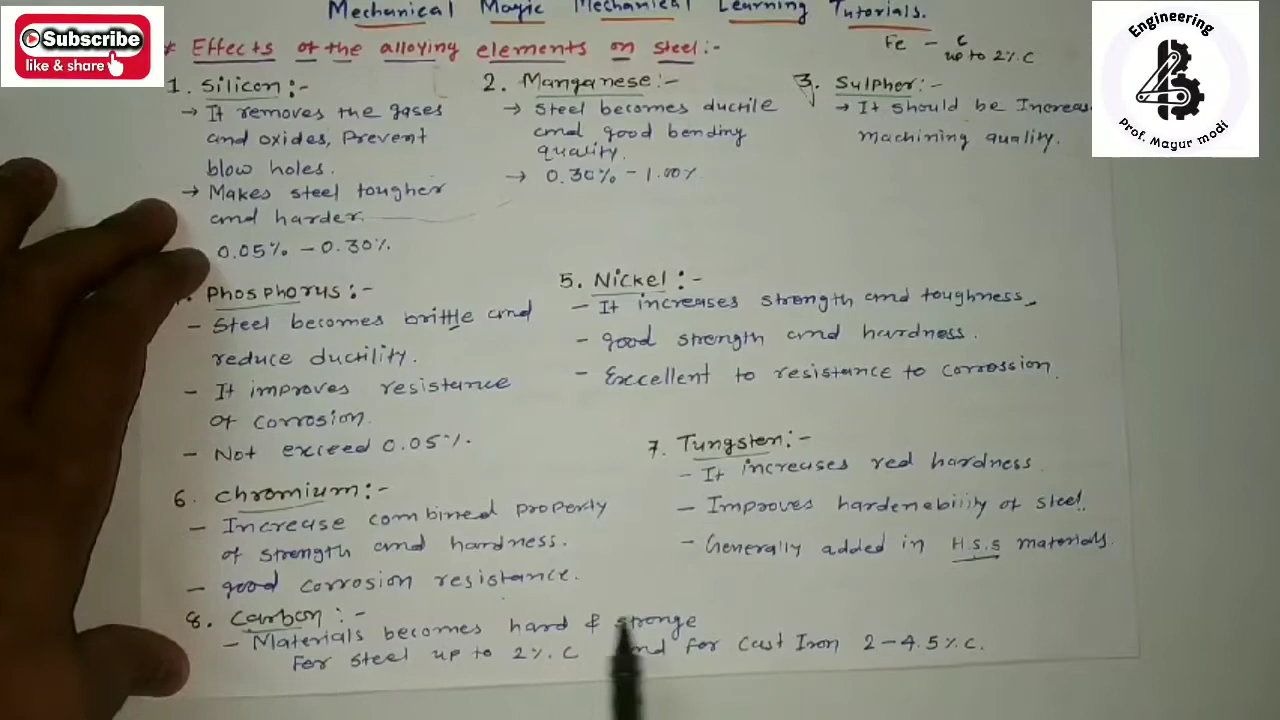 Mechanical Magic Mechanical Learning Tutorials.
Subscribe
like & share
Engineering
Prof. Mayur modi
* Effects of the alloying elements on steel:-
Fe - C
up to 2%. C
1. Silicon:-
→ It removes the gases
and oxides, Prevent
blow holes.
→ Makes steel tougher
and harder.
0.05% - 0.30%.
2. Manganese:-
→ Steel becomes ductile
and good bending
quality.
→ 0.30% - 1.00%
3. Sulpher:-
→ It should be Increas
machining quality.
Phosphorus:-
- Steel becomes brittle and
reduce ductility.
- It improves resistance
of corrosion.
- Not exceed 0.05%.
5. Nickel:-
- It increases strength and toughness.
- good strength and hardness.
- Excellent to resistance to corrossion.
6. Chromium:-
- Increase combined property
of strength and hardness.
- good corrosion resistance.
7. Tungsten:-
- It increases red hardness.
- Improves hardenebility of steel.
- Generally added in H.S.S materials.
8. Carbon:-
- Materials becomes hard & stronge
For steel up to 2%. C and for Cast Iron 2-4.5%.C.